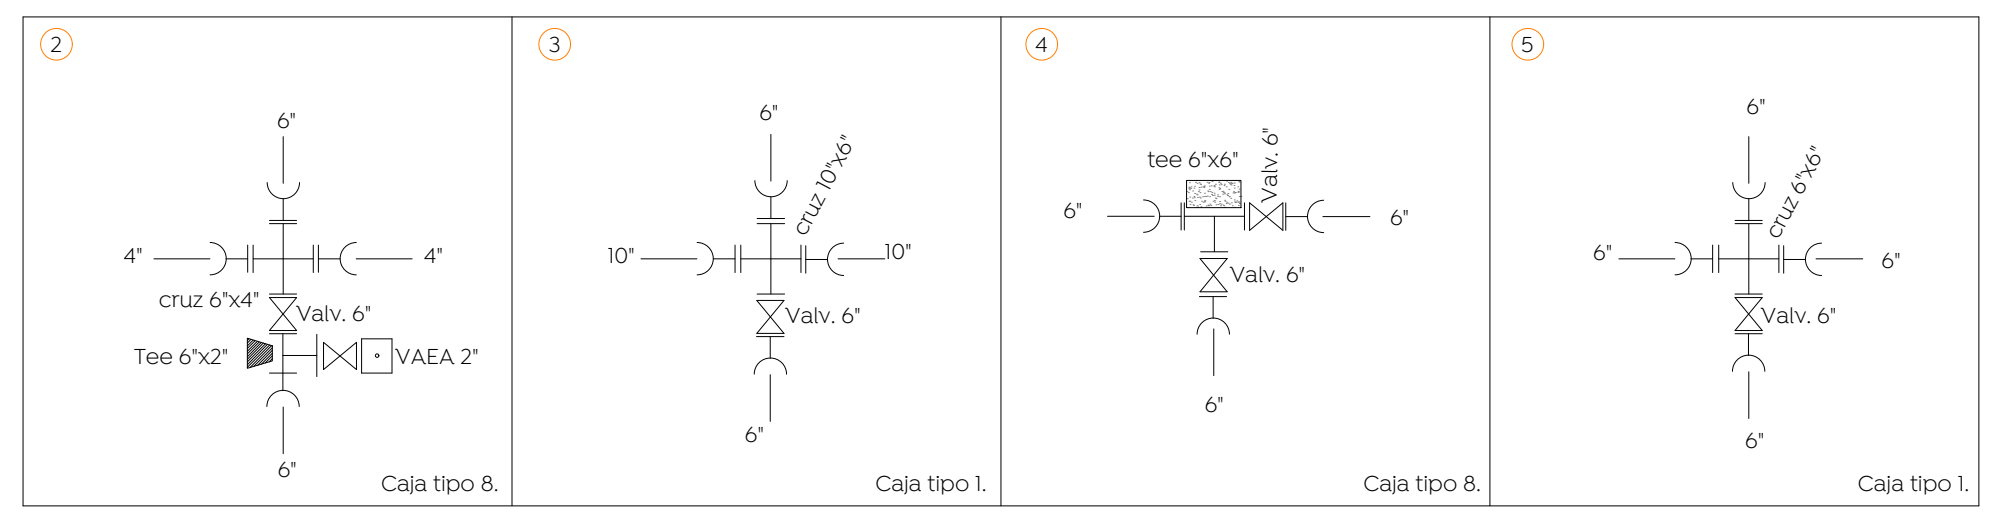 2
6"
4"
4"
cruz 6"x4"
Valv. 6"
Tee 6"x2"
VAEA 2"
6"
Caja tipo 8.
3
6"
cruz 10"x6"
10"
10"
Valv. 6"
6"
Caja tipo 1.
4
tee 6"x6"
Valv. 6"
6"
6"
Valv. 6"
6"
Caja tipo 8.
5
6"
cruz 6"x6"
6"
6"
Valv. 6"
6"
Caja tipo 1.